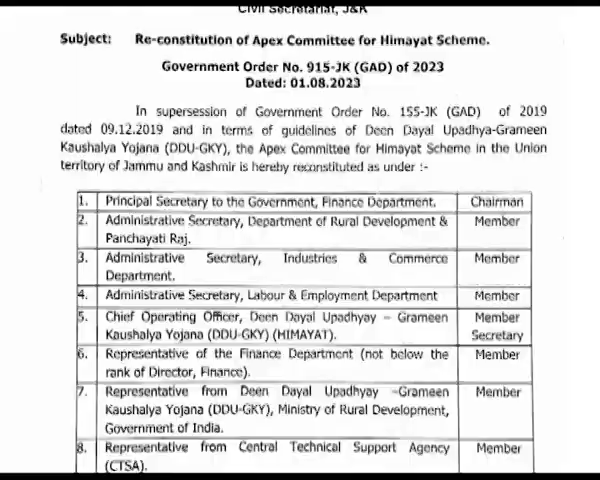 Civil Secretariat, J&K
Subject: Re-constitution of Apex Committee for Himayat Scheme.
Government Order No. 915-JK (GAD) of 2023
Dated: 01.08.2023
In supersession of Government Order No. 155-JK (GAD) of 2019
dated 09.12.2019 and in terms of guidelines of Deen Dayal Upadhya-Grameen
Kaushalya Yojana (DDU-GKY), the Apex Committee for Himayat Scheme in the Union
territory of Jammu and Kashmir is hereby reconstituted as under :-
1. Principal Secretary to the Government, Finance Department. Chairman
2. Administrative Secretary, Department of Rural Development & Member
Panchayati Raj.
3. Administrative Secretary, Industries & Commerce Member
Department.
4. Administrative Secretary, Labour & Employment Department Member
5. Chief Operating Officer, Deen Dayal Upadhyay – Grameen Member
Kaushalya Yojana (DDU-GKY) (HIMAYAT). Secretary
6. Representative of the Finance Department (not below the Member
rank of Director, Finance).
7. Representative from Deen Dayal Upadhyay –Grameen Member
Kaushalya Yojana (DDU-GKY), Ministry of Rural Development,
Government of India.
8. Representative from Central Technical Support Agency Member
(CTSA).